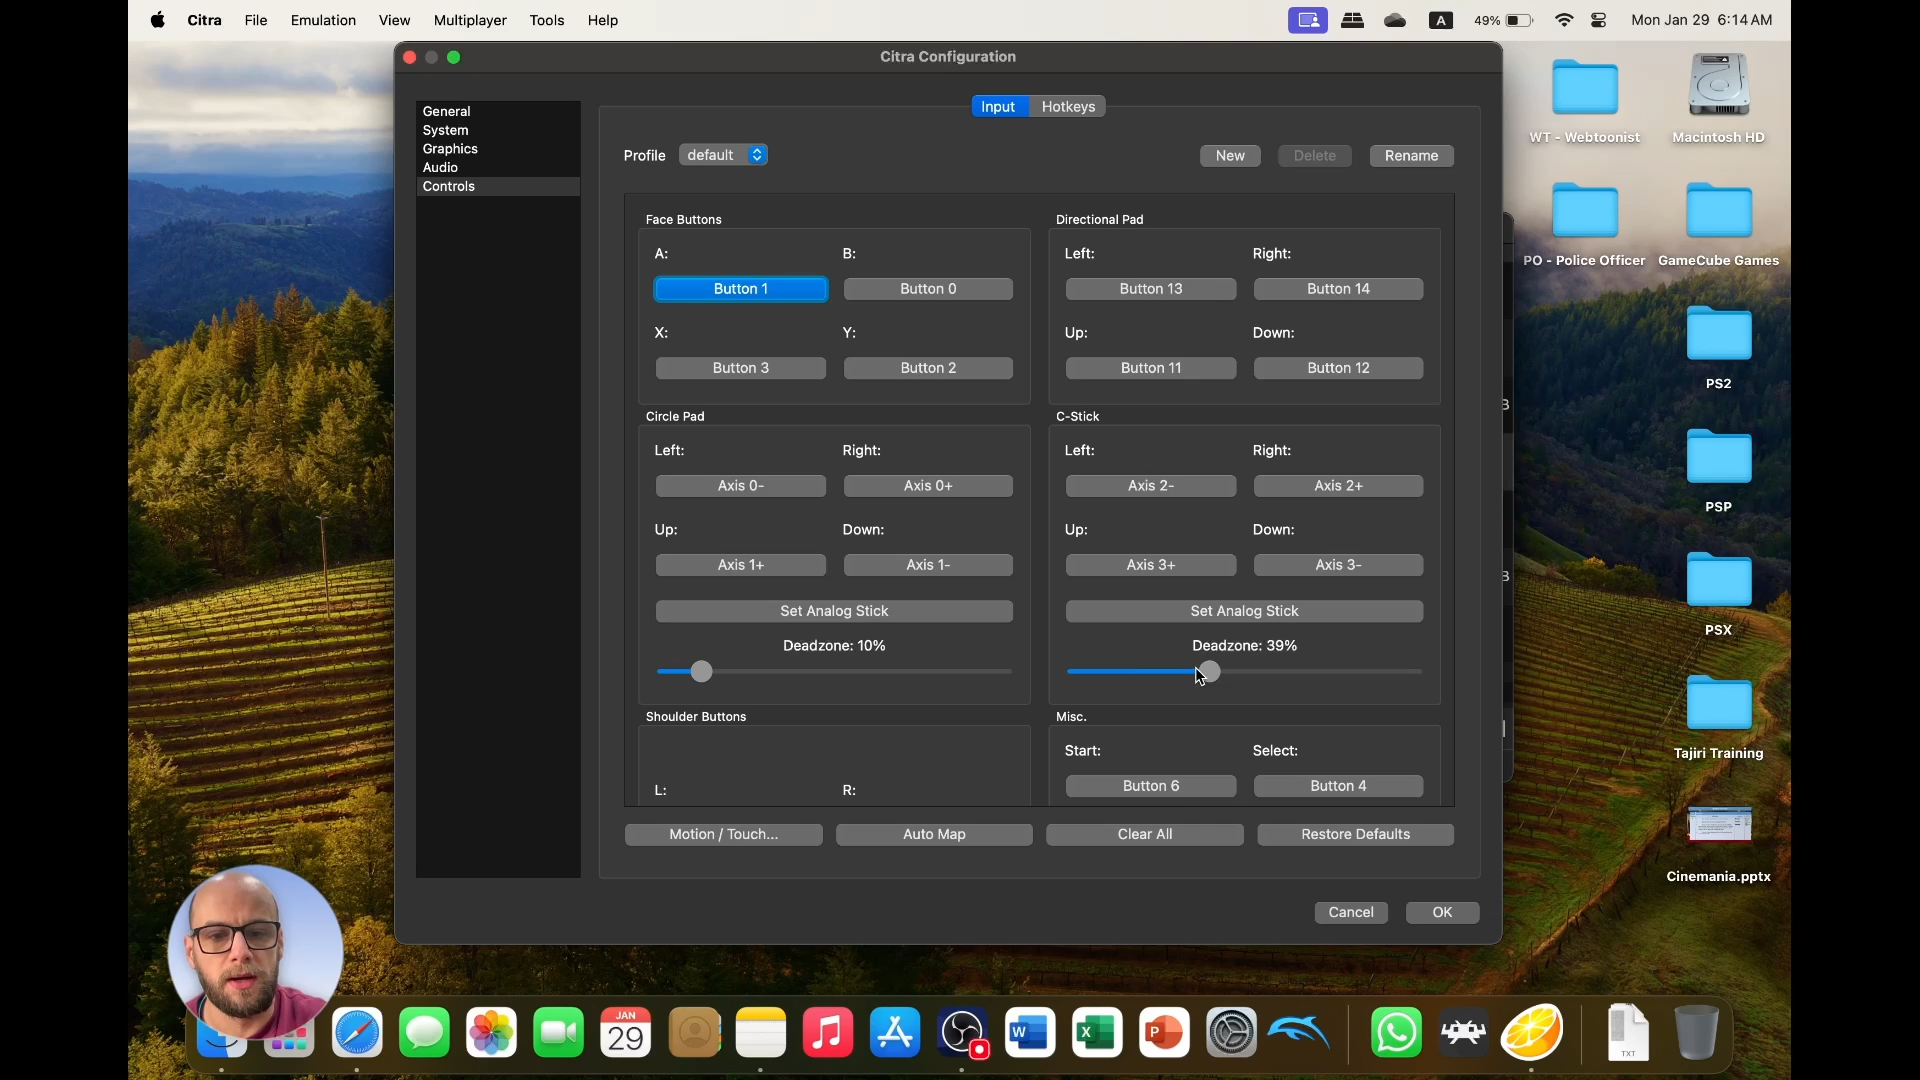 Citra File Emulation View Multiplayer Tools Help
A 49% Mon Jan 29 6:14 AM
Citra Configuration
General
System
Graphics
Audio
Controls
Input Hotkeys
Profile default New Delete Rename
Face Buttons
A: B:
Button 1 Button 0
X: Y:
Button 3 Button 2
Directional Pad
Left: Right:
Button 13 Button 14
Up: Down:
Button 11 Button 12
Circle Pad
Left: Right:
Axis 0- Axis 0+
Up: Down:
Axis 1+ Axis 1-
Set Analog Stick
Deadzone: 10%
C-Stick
Left: Right:
Axis 2- Axis 2+
Up: Down:
Axis 3+ Axis 3-
Set Analog Stick
Deadzone: 39%
Shoulder Buttons
L: R:
Misc.
Start: Select:
Button 6 Button 4
Motion / Touch... Auto Map Clear All Restore Defaults
Cancel OK
B
B
WT - Webtoonist Macintosh HD
PO - Police Officer GameCube Games
PS2
PSP
PSX
Tajiri Training
Cinemania.pptx
JAN
29
W X P
TXT